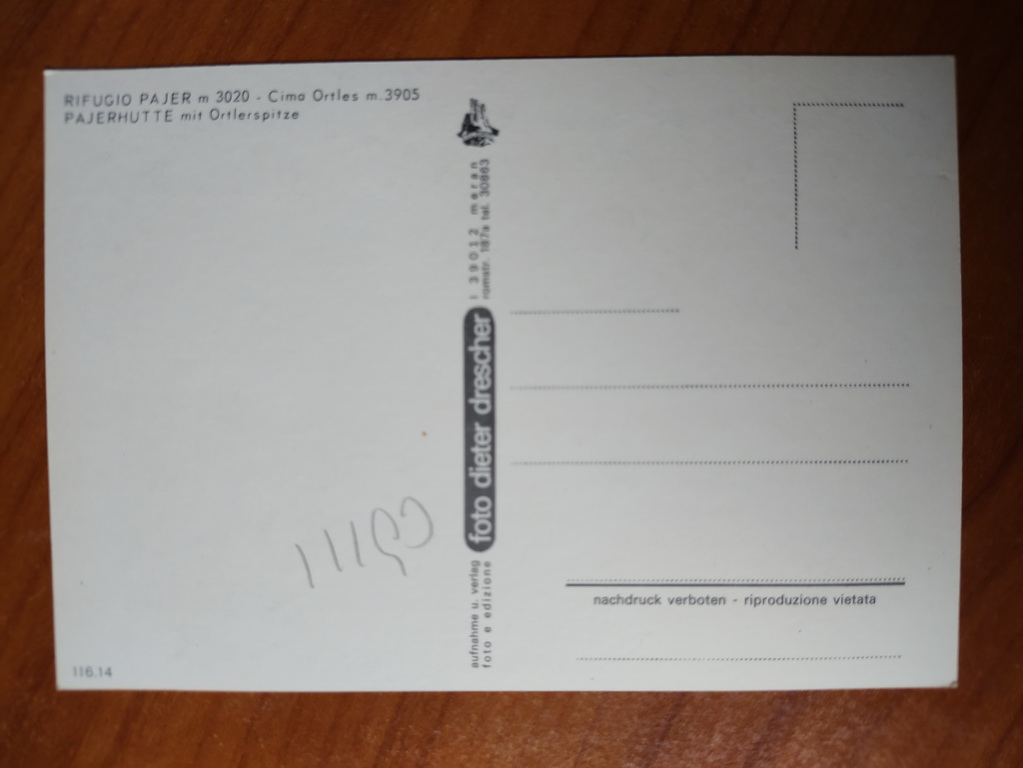 RIFUGIO PAJER m 3020 - Cima Ortles m.3905
PAJERHUTTE mit Ortlerspitze
I 39012 meran
romstr. 187a tel. 30663
foto dieter drescher
aufnahme u. verlag
foto e edizione
nachdruck verboten - riproduzione vietata
116.14